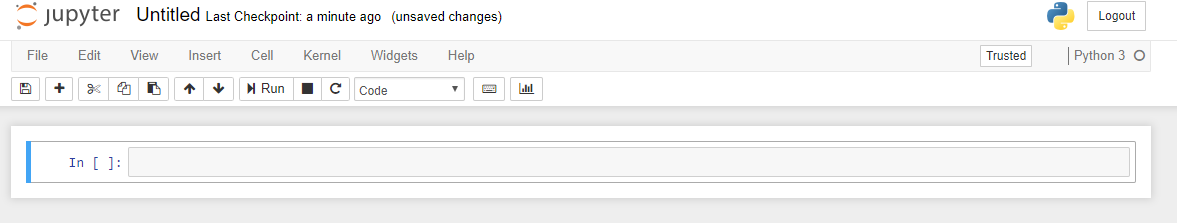 jupyter Untitled Last Checkpoint: a minute ago (unsaved changes) Logout
File Edit View Insert Cell Kernel Widgets Help Trusted Python 3
Run Code
In [ ]: